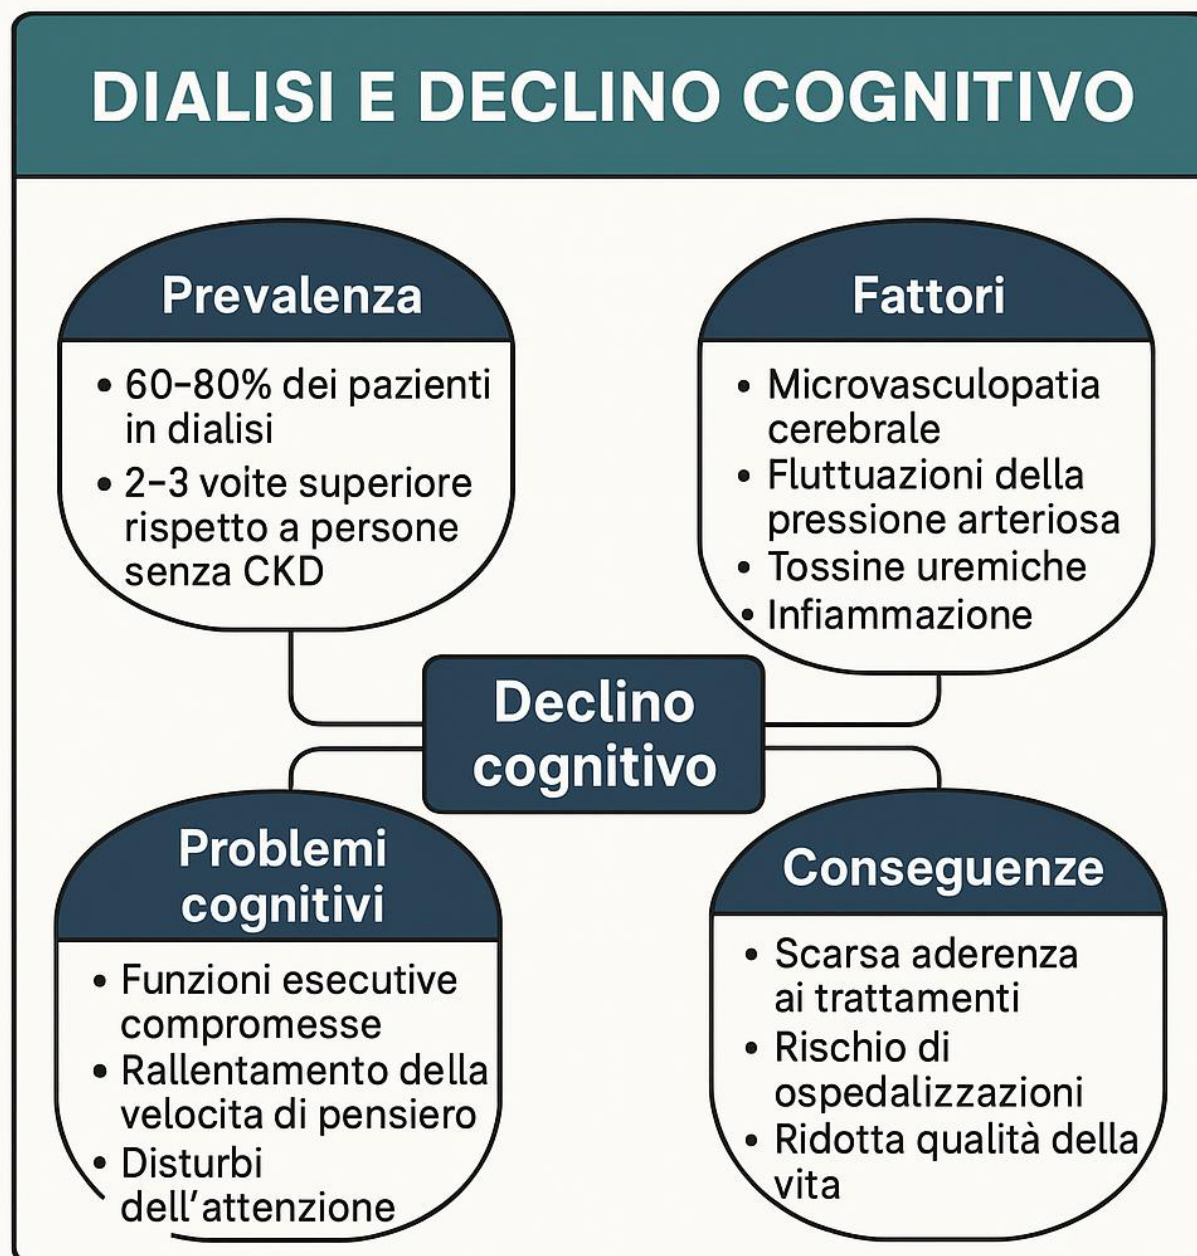 DIALISI E DECLINO COGNITIVO
Prevalenza
• 60–80% dei pazienti
in dialisi
• 2–3 voite superiore
rispetto a persone
senza CKD
Fattori
• Microvasculopatia
cerebrale
• Fluttuazioni della
pressione arteriosa
• Tossine uremiche
• Infiammazione
Declino
cognitivo
Problemi
cognitivi
• Funzioni esecutive
compromesse
• Rallentamento della
velocita di pensiero
• Disturbi
dell'attenzione
Conseguenze
• Scarsa aderenza
ai trattamenti
• Rischio di
ospedalizzazioni
• Ridotta qualità della
vita